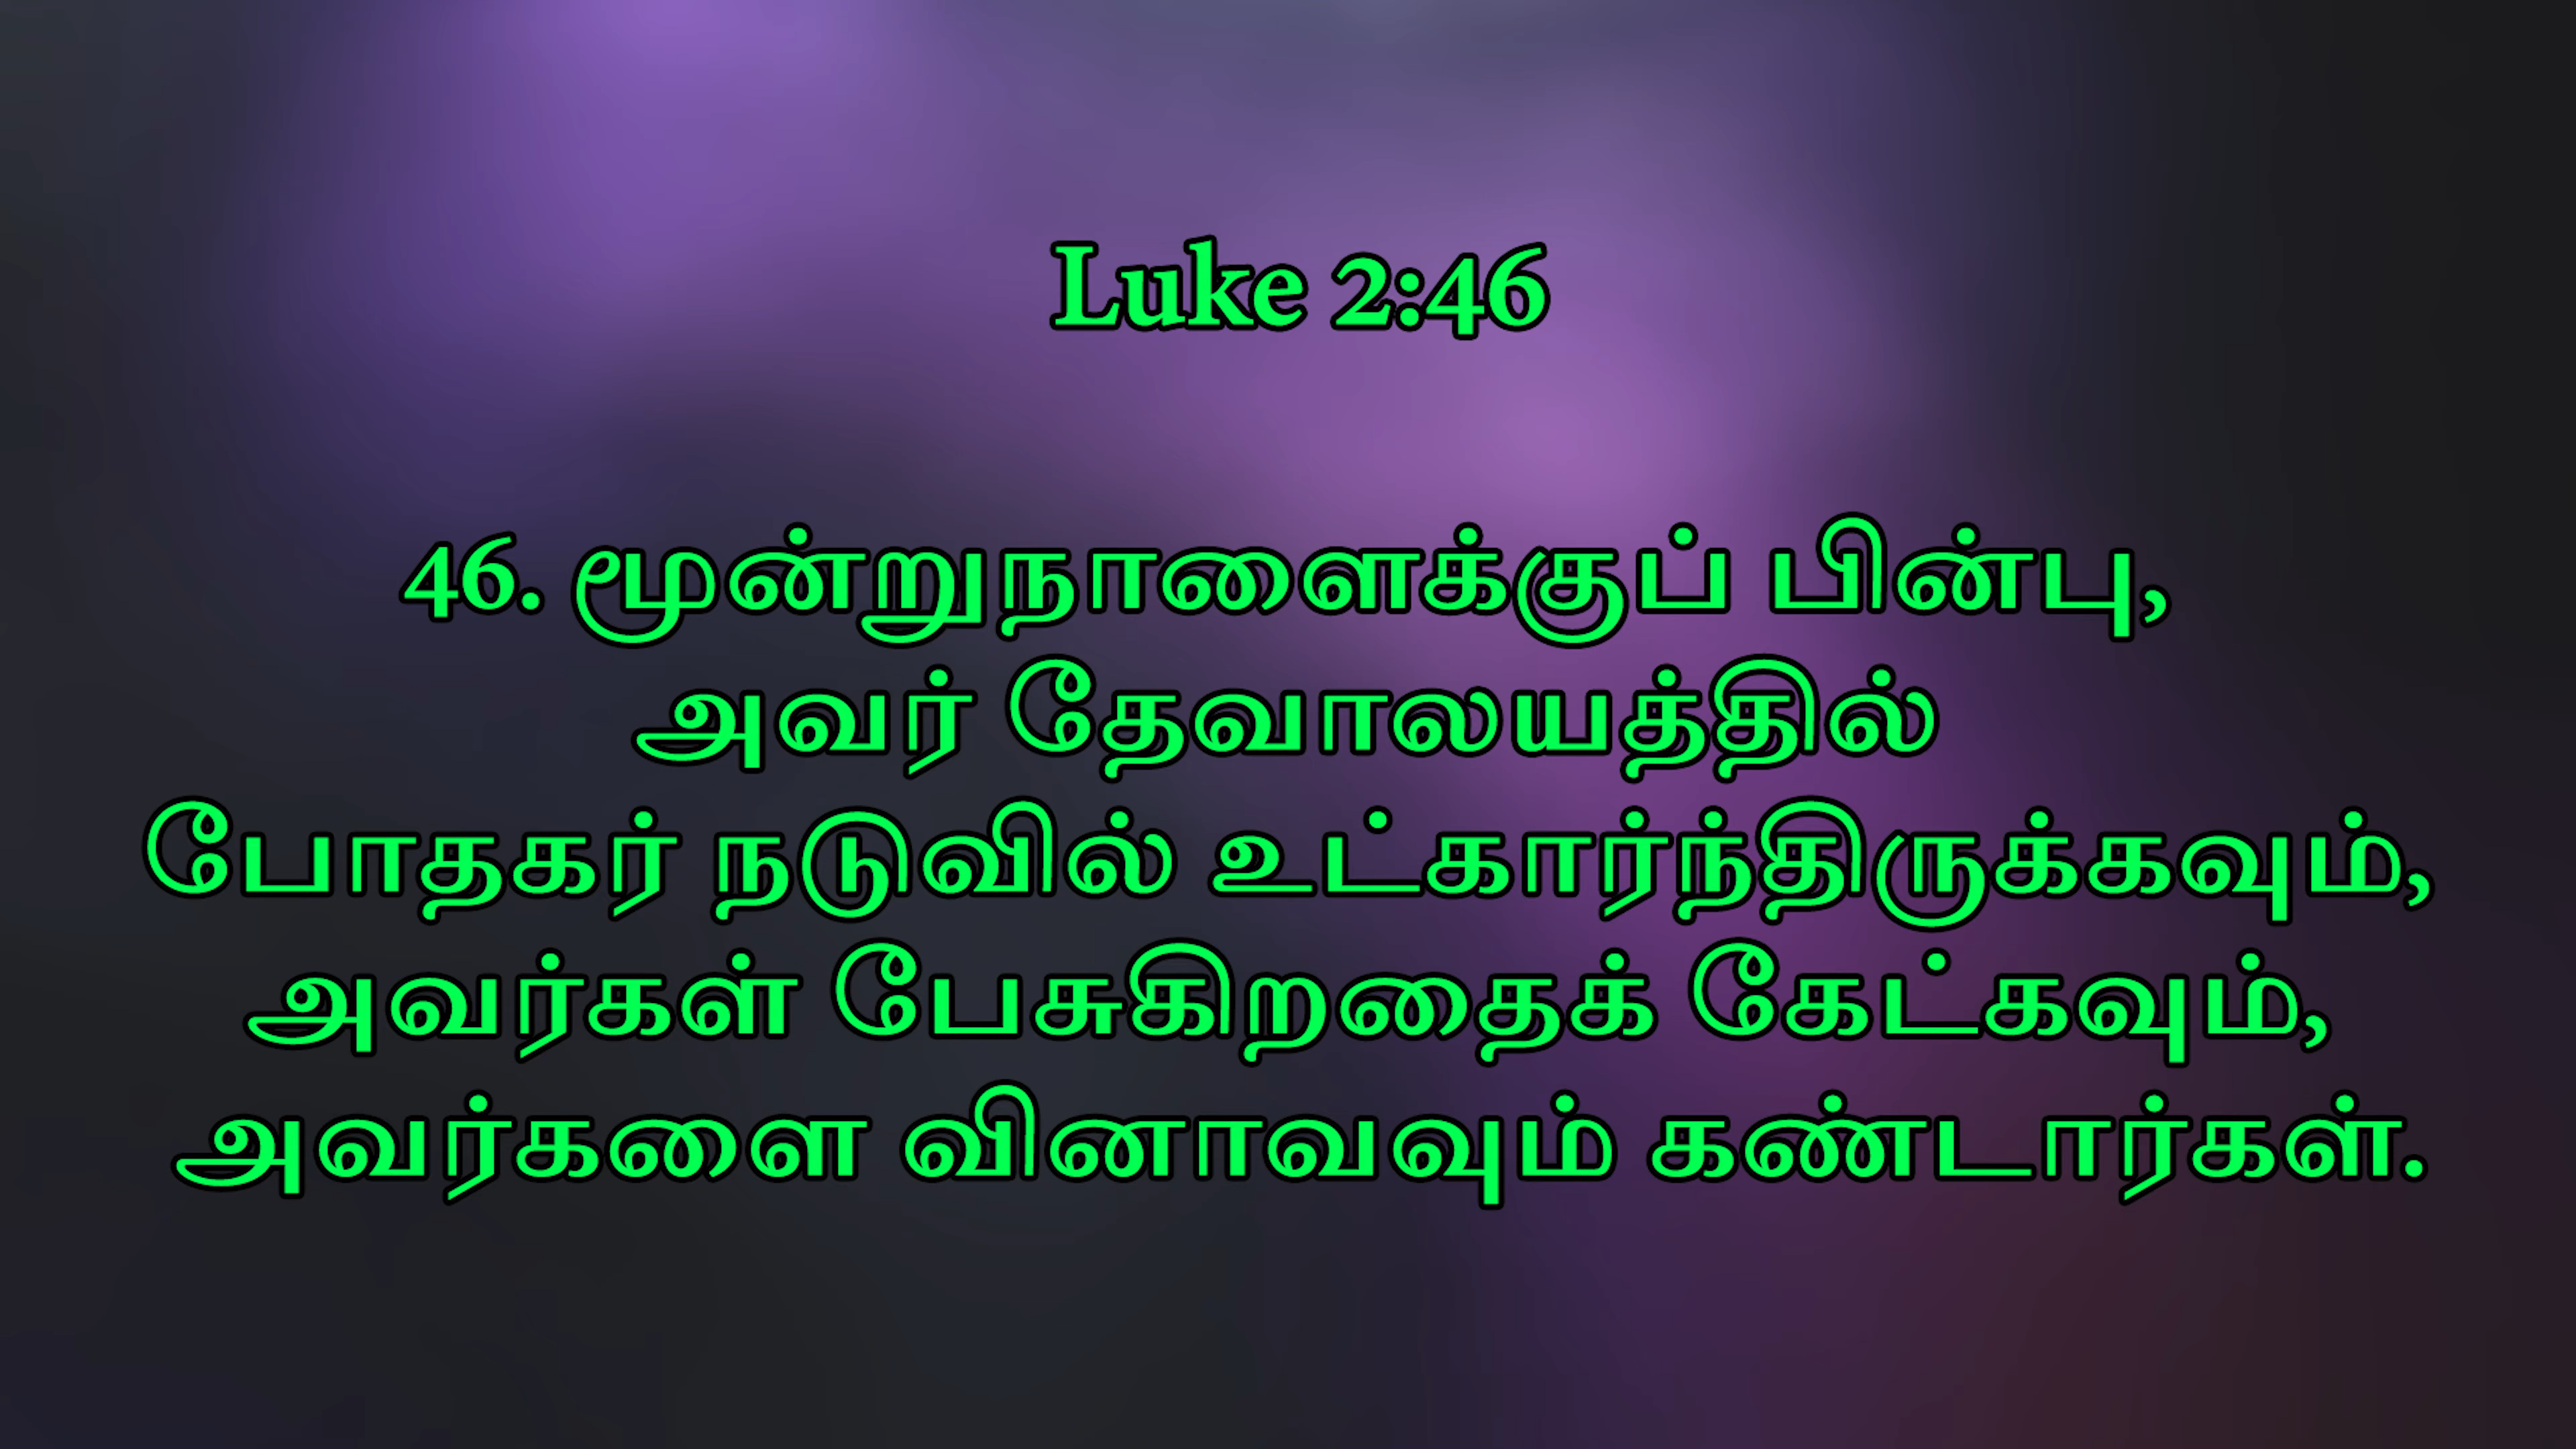 Luke 2:46
46. மூன்றுநாளைக்குப் பின்பு,
அவர் தேவாலயத்தில்
போதகர் நடுவில் உட்கார்ந்திருக்கவும்,
அவர்கள் பேசுகிறதைக் கேட்கவும்,
அவர்களை வினாவவும் கண்டார்கள்.